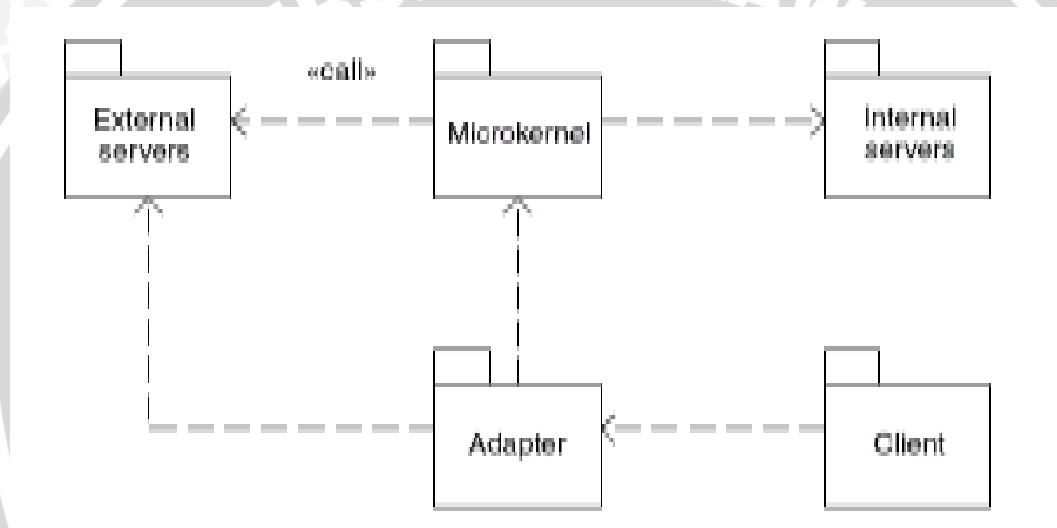 «call»
External
servers
Microkernel
Internal
servers
Adapter
Client